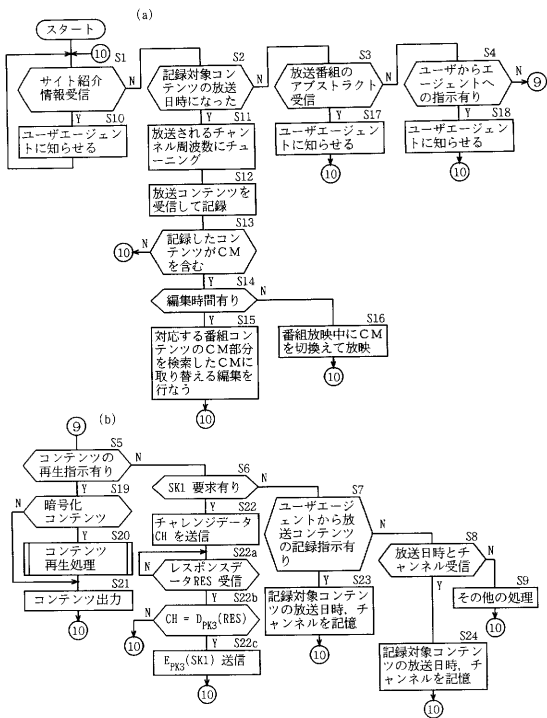 (a)
スタート
10
S1
サイト紹介
情報受信
Y
N
S10
ユーザエージェン
トに知らせる
S2
記録対象コン
テンツの放送
日時になった
Y
N
S11
放送されるチャン
ネル周波数にチュ
ーニング
S12
放送コンテンツを
受信して記録
S13
記録したコ
ンテンツがCM
を含む
N
10
Y
S14
編集時間有り
N
Y
S15
対応する番組コン
テンツのCM部分
を検索したCMに
取り替える編集を
行なう
10
S16
番組放映中にCM
を切換えて放映
10
S3
放送番組の
アブストラクト
受信
Y
N
S17
ユーザエージェン
トに知らせる
10
S4
ユーザからエ
ージェントへ
の指示有り
N
9
Y
S18
ユーザエージェン
トに知らせる
10
(b)
9
S5
コンテンツの
再生指示有り
Y
N
S19
暗号化
コンテンツ
N
Y
S20
コンテンツ
再生処理
S21
コンテンツ出力
10
S6
SK1 要求有り
N
Y
S22
チャレンジデータ
CH を送信
S22a
レスポンスデ
ータRES 受信
N
Y
S22b
CH = DPK3(RES)
N
10
Y
S22c
EPK3(SK1) 送信
10
S7
ユーザエージェ
ントから放送
コンテンツ
の記録指示
有り
N
Y
S23
記録対象コンテン
ツの放送日時，チ
ャンネルを記憶
10
S8
放送日時とチ
ャンネル受信
N
Y
S9
その他の処理
10
S24
記録対象コンテン
ツの放送日時，チ
ャンネルを記憶
10